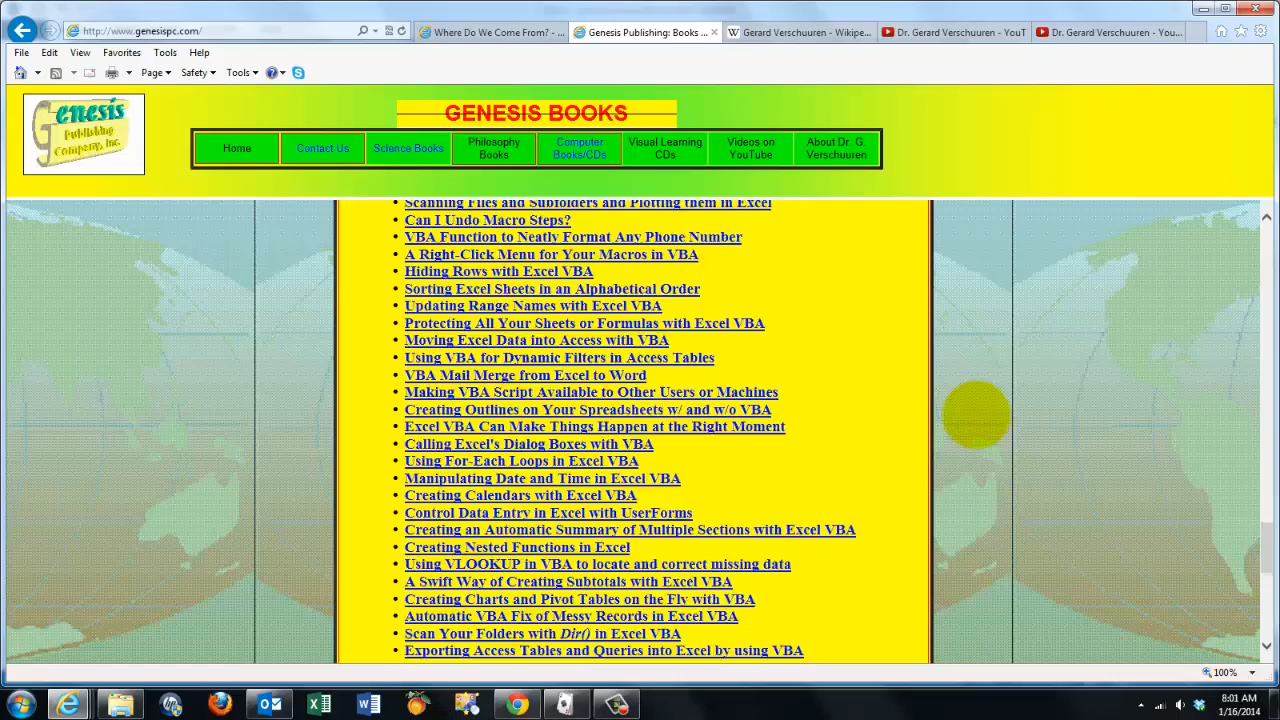 http://www.genesispc.com/
Where Do We Come From? - ...
Genesis Publishing: Books ...
Gerard Verschuuren - Wikipe...
Dr. Gerard Verschuuren - YouT...
Dr. Gerard Verschuuren - You...
File Edit View Favorites Tools Help
Page Safety Tools
Genesis
Publishing
Company, Inc.
GENESIS BOOKS
Home
Contact Us
Science Books
Philosophy
Books
Computer
Books/CDs
Visual Learning
CDs
Videos on
YouTube
About Dr. G.
Verschuuren
• Scanning Files and Subfolders and Plotting them in Excel
• Can I Undo Macro Steps?
• VBA Function to Neatly Format Any Phone Number
• A Right-Click Menu for Your Macros in VBA
• Hiding Rows with Excel VBA
• Sorting Excel Sheets in an Alphabetical Order
• Updating Range Names with Excel VBA
• Protecting All Your Sheets or Formulas with Excel VBA
• Moving Excel Data into Access with VBA
• Using VBA for Dynamic Filters in Access Tables
• VBA Mail Merge from Excel to Word
• Making VBA Script Available to Other Users or Machines
• Creating Outlines on Your Spreadsheets w/ and w/o VBA
• Excel VBA Can Make Things Happen at the Right Moment
• Calling Excel's Dialog Boxes with VBA
• Using For-Each Loops in Excel VBA
• Manipulating Date and Time in Excel VBA
• Creating Calendars with Excel VBA
• Control Data Entry in Excel with UserForms
• Creating an Automatic Summary of Multiple Sections with Excel VBA
• Creating Nested Functions in Excel
• Using VLOOKUP in VBA to locate and correct missing data
• A Swift Way of Creating Subtotals with Excel VBA
• Creating Charts and Pivot Tables on the Fly with VBA
• Automatic VBA Fix of Messy Records in Excel VBA
• Scan Your Folders with Dir() in Excel VBA
• Exporting Access Tables and Queries into Excel by using VBA
100%
8:01 AM
1/16/2014